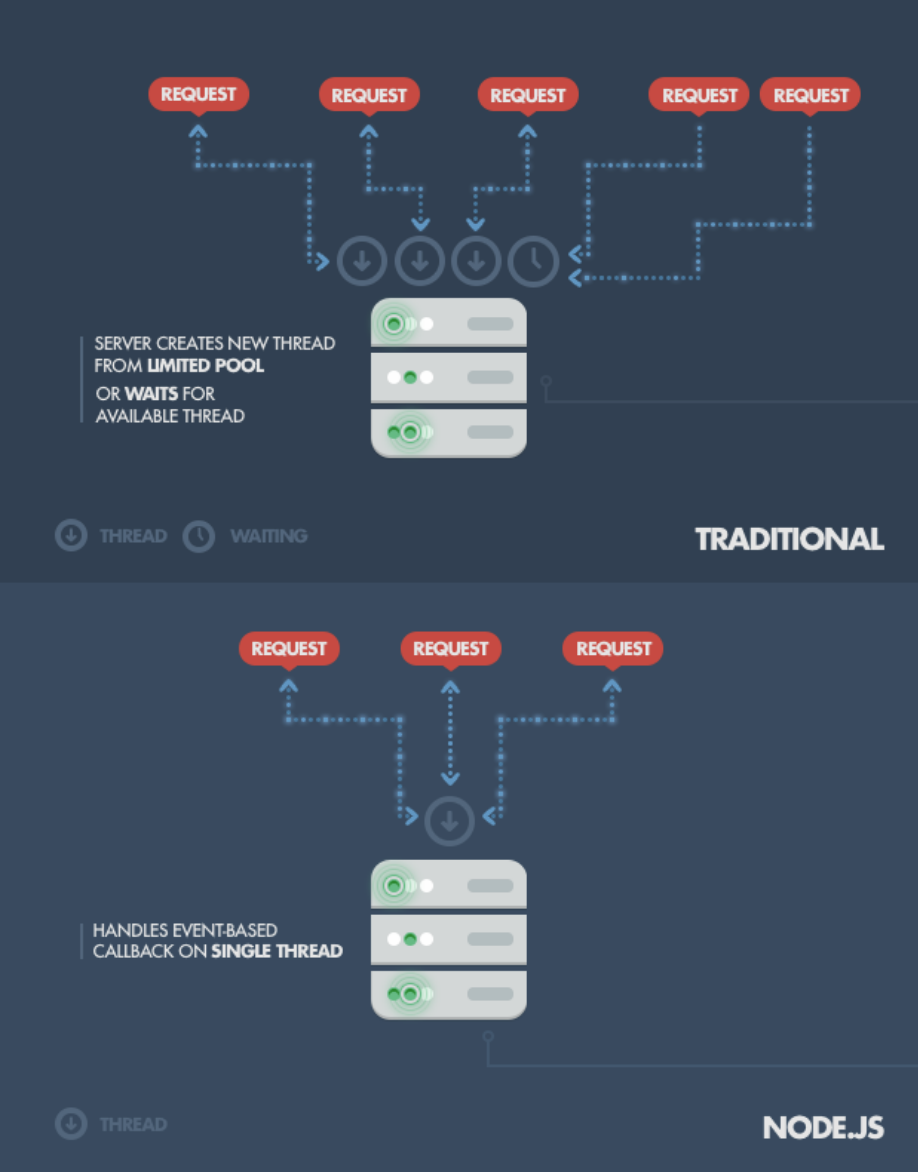 REQUEST
REQUEST
REQUEST
REQUEST
REQUEST
SERVER CREATES NEW THREAD
FROM LIMITED POOL
OR WAITS FOR
AVAILABLE THREAD
THREAD
WAITING
TRADITIONAL
REQUEST
REQUEST
REQUEST
HANDLES EVENT-BASED
CALLBACK ON SINGLE THREAD
THREAD
NODE.JS